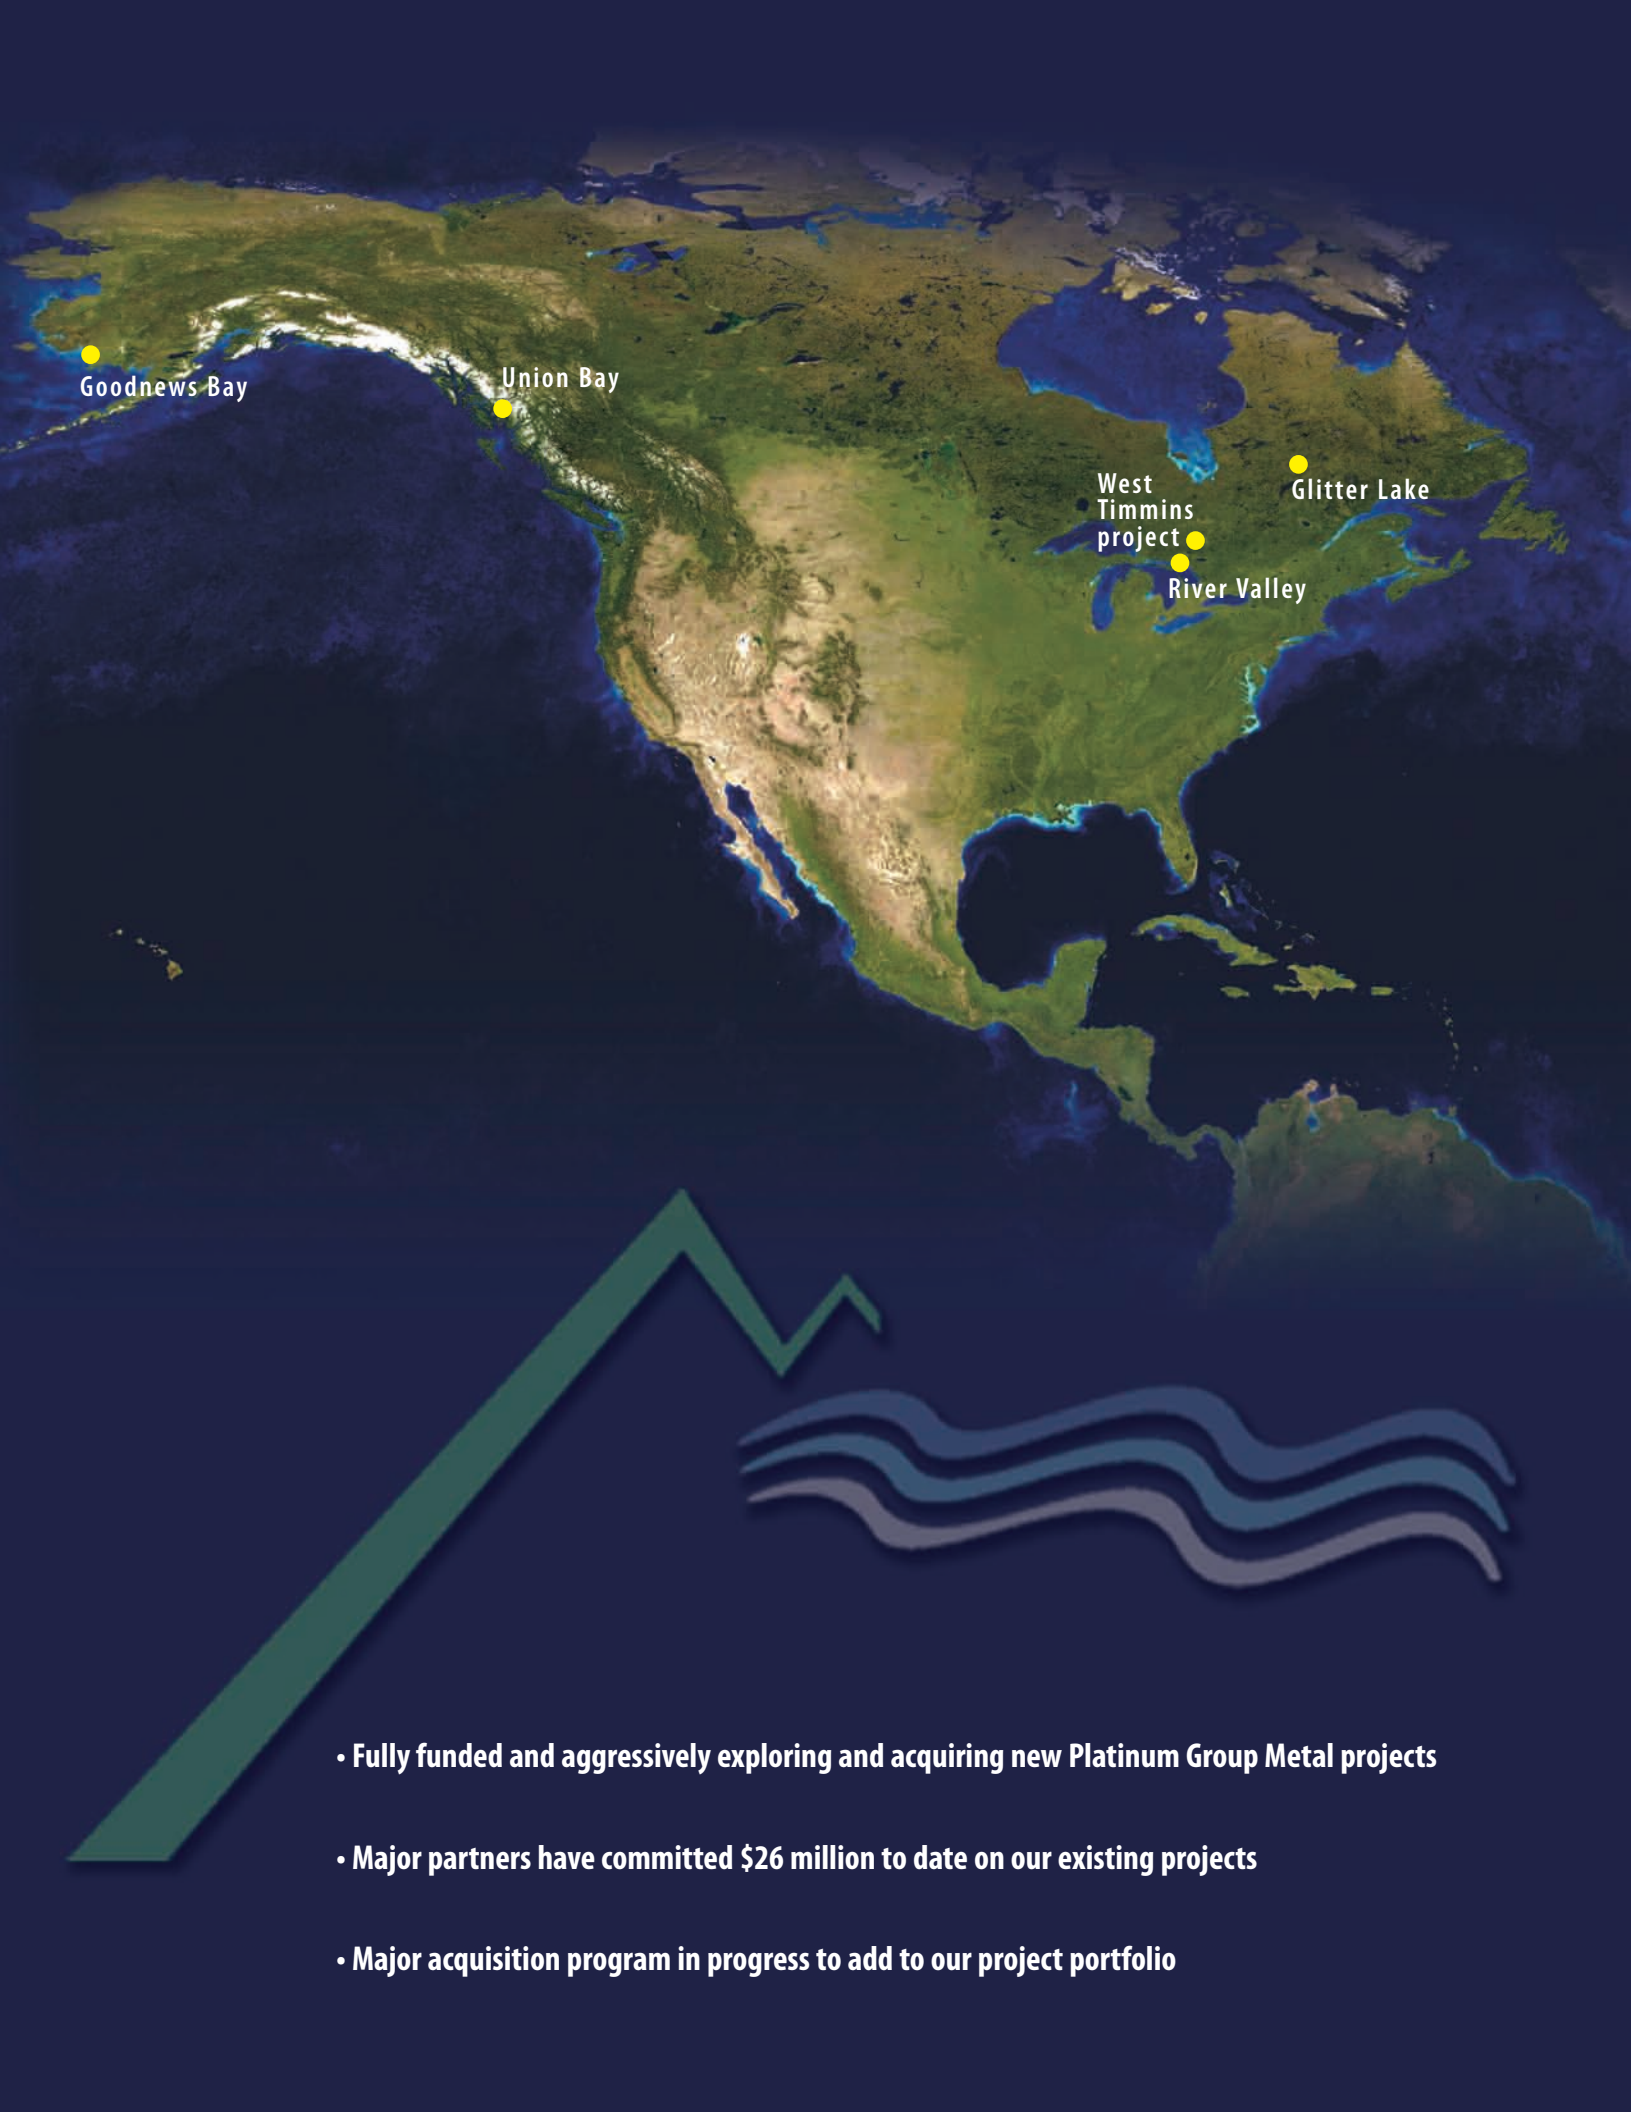 Goodnews Bay
Union Bay
West
Timmins
project
Glitter Lake
River Valley
• Fully funded and aggressively exploring and acquiring new Platinum Group Metal projects
• Major partners have committed $26 million to date on our existing projects
• Major acquisition program in progress to add to our project portfolio